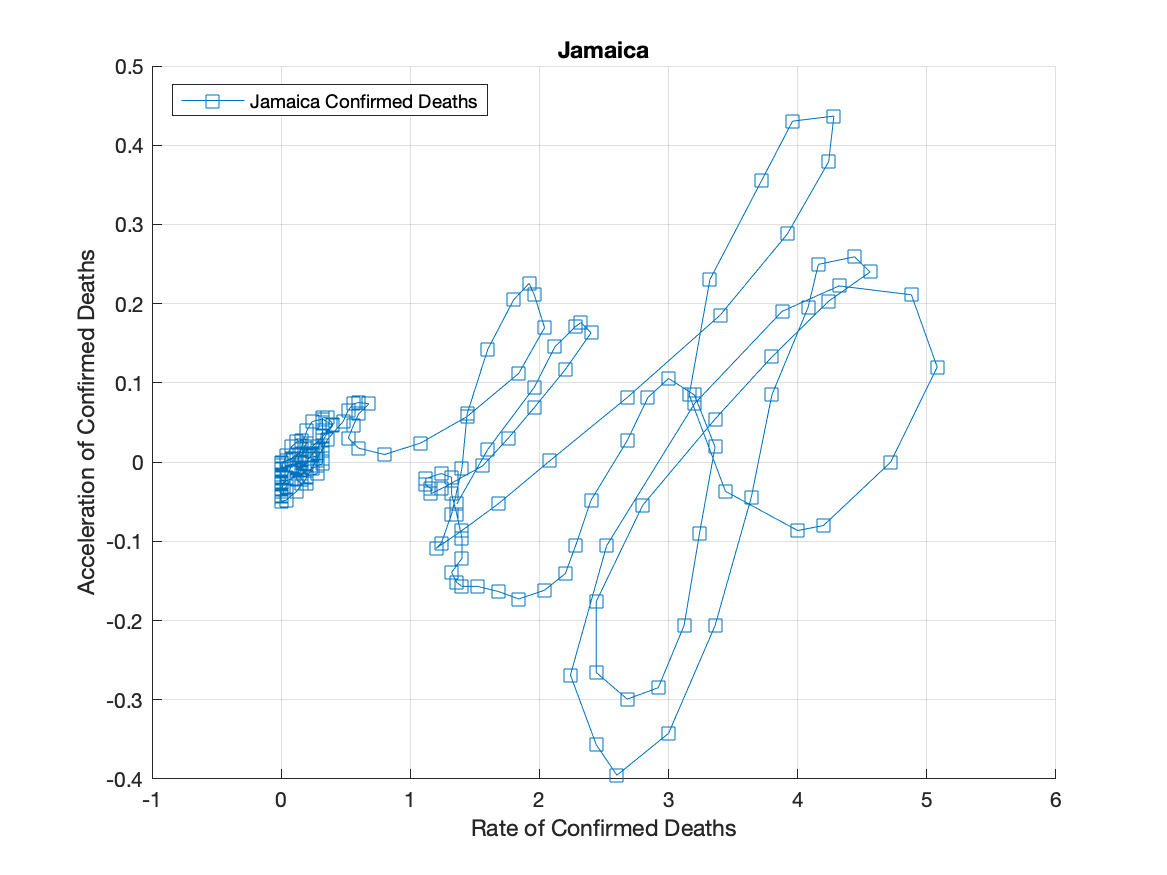 Jamaica
Jamaica Confirmed Deaths
0.5
0.4
0.3
0.2
0.1
0
-0.1
-0.2
-0.3
-0.4
Acceleration of Confirmed Deaths
-1 0 1 2 3 4 5 6
Rate of Confirmed Deaths